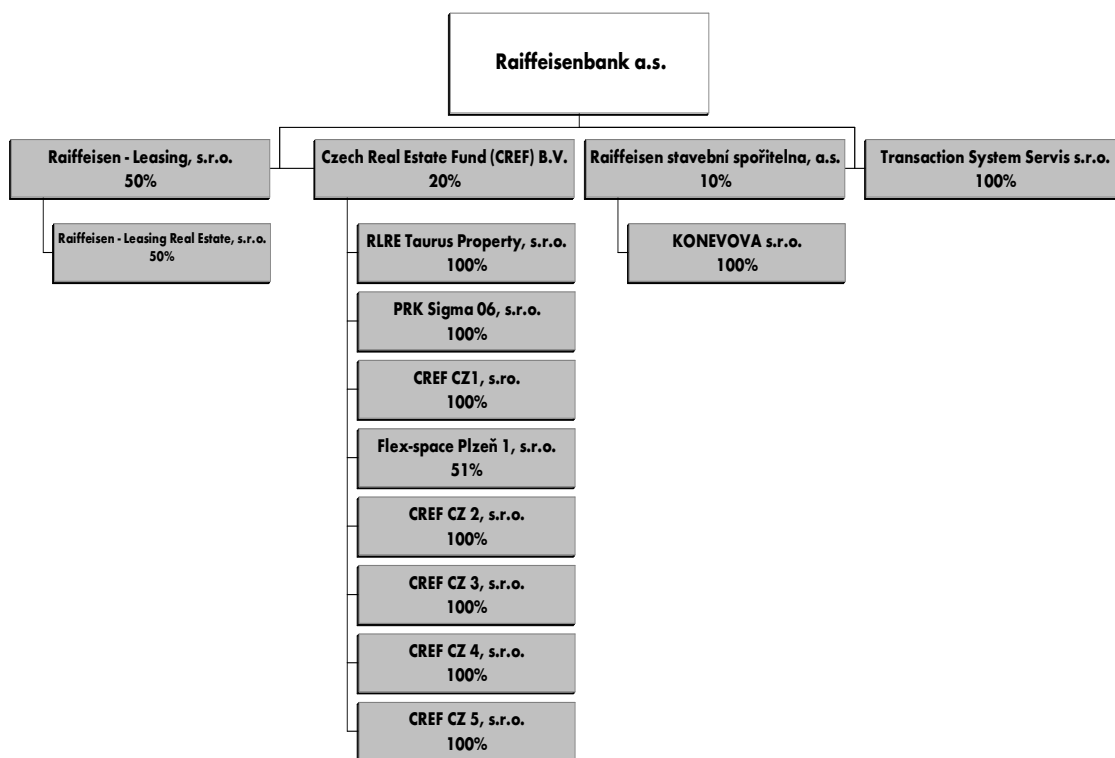 Raiffeisenbank a.s.
Raiffeisen - Leasing, s.r.o.
50%
Czech Real Estate Fund (CREF) B.V.
20%
Raiffeisen stavební spořitelna, a.s.
10%
Transaction System Servis s.r.o.
100%
Raiffeisen - Leasing Real Estate, s.r.o.
50%
RLRE Taurus Property, s.r.o.
100%
KONEVOVA s.r.o.
100%
PRK Sigma 06, s.r.o.
100%
CREF CZ1, s.ro.
100%
Flex-space Plzeň 1, s.r.o.
51%
CREF CZ 2, s.r.o.
100%
CREF CZ 3, s.r.o.
100%
CREF CZ 4, s.r.o.
100%
CREF CZ 5, s.r.o.
100%